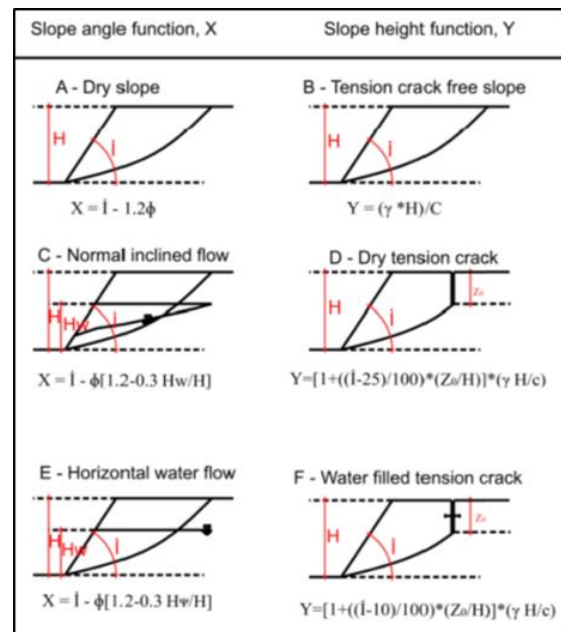 Slope angle function, X Slope height function, Y
A - Dry slope B - Tension crack free slope
H i H i
X = İ - 1.2ϕ Y = (γ *H)/C
C - Normal inclined flow D - Dry tension crack
H Hw i H i Z₀
X = İ - ϕ[1.2-0.3 Hw/H] Y=[1+((İ-25)/100)*(Z₀/H)]*(γ H/c)
E - Horizontal water flow F - Water filled tension crack
H Hw i H i Z₀
X = İ - ϕ[1.2-0.3 Hw/H] Y=[1+((İ-10)/100)*(Z₀/H)]*(γ H/c)